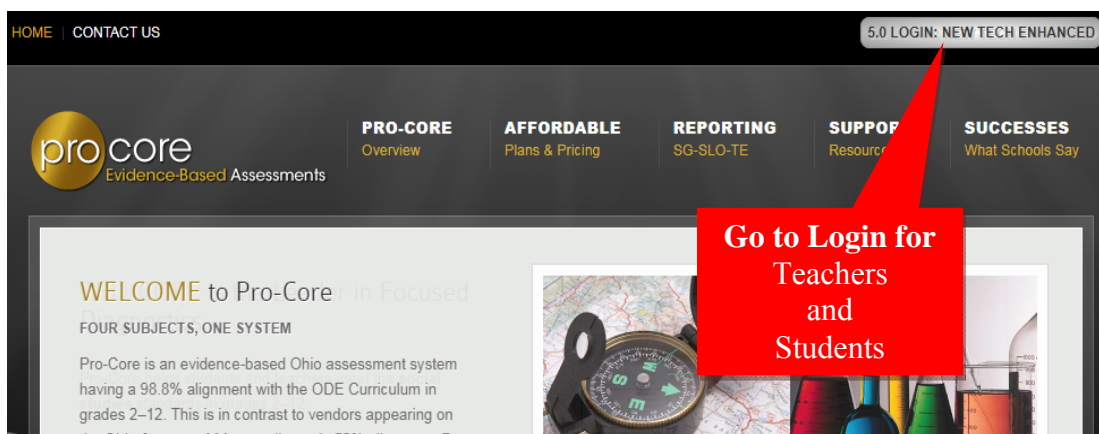 HOME | CONTACT US
5.0 LOGIN: NEW TECH ENHANCED
pro core
Evidence-Based Assessments
PRO-CORE
Overview
AFFORDABLE
Plans & Pricing
REPORTING
SG-SLO-TE
SUPPOR
Resource
SUCCESSES
What Schools Say
Go to Login for
Teachers
and
Students
WELCOME to Pro-Core
FOUR SUBJECTS, ONE SYSTEM
Pro-Core is an evidence-based Ohio assessment system
having a 98.8% alignment with the ODE Curriculum in
grades 2–12. This is in contrast to vendors appearing on